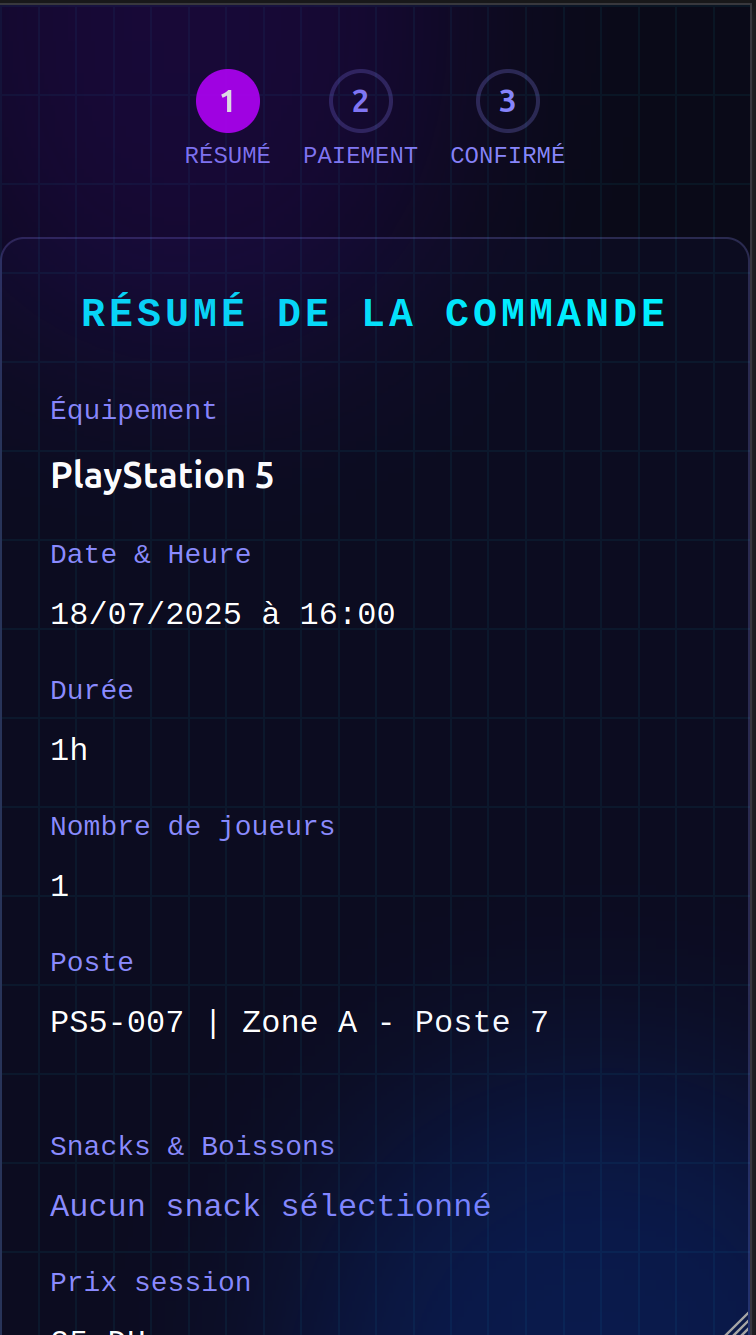 1 2 3
RÉSUMÉ PAIEMENT CONFIRMÉ
RÉSUMÉ DE LA COMMANDE
Équipement
PlayStation 5
Date & Heure
18/07/2025 à 16:00
Durée
1h
Nombre de joueurs
1
Poste
PS5-007 | Zone A - Poste 7
Snacks & Boissons
Aucun snack sélectionné
Prix session